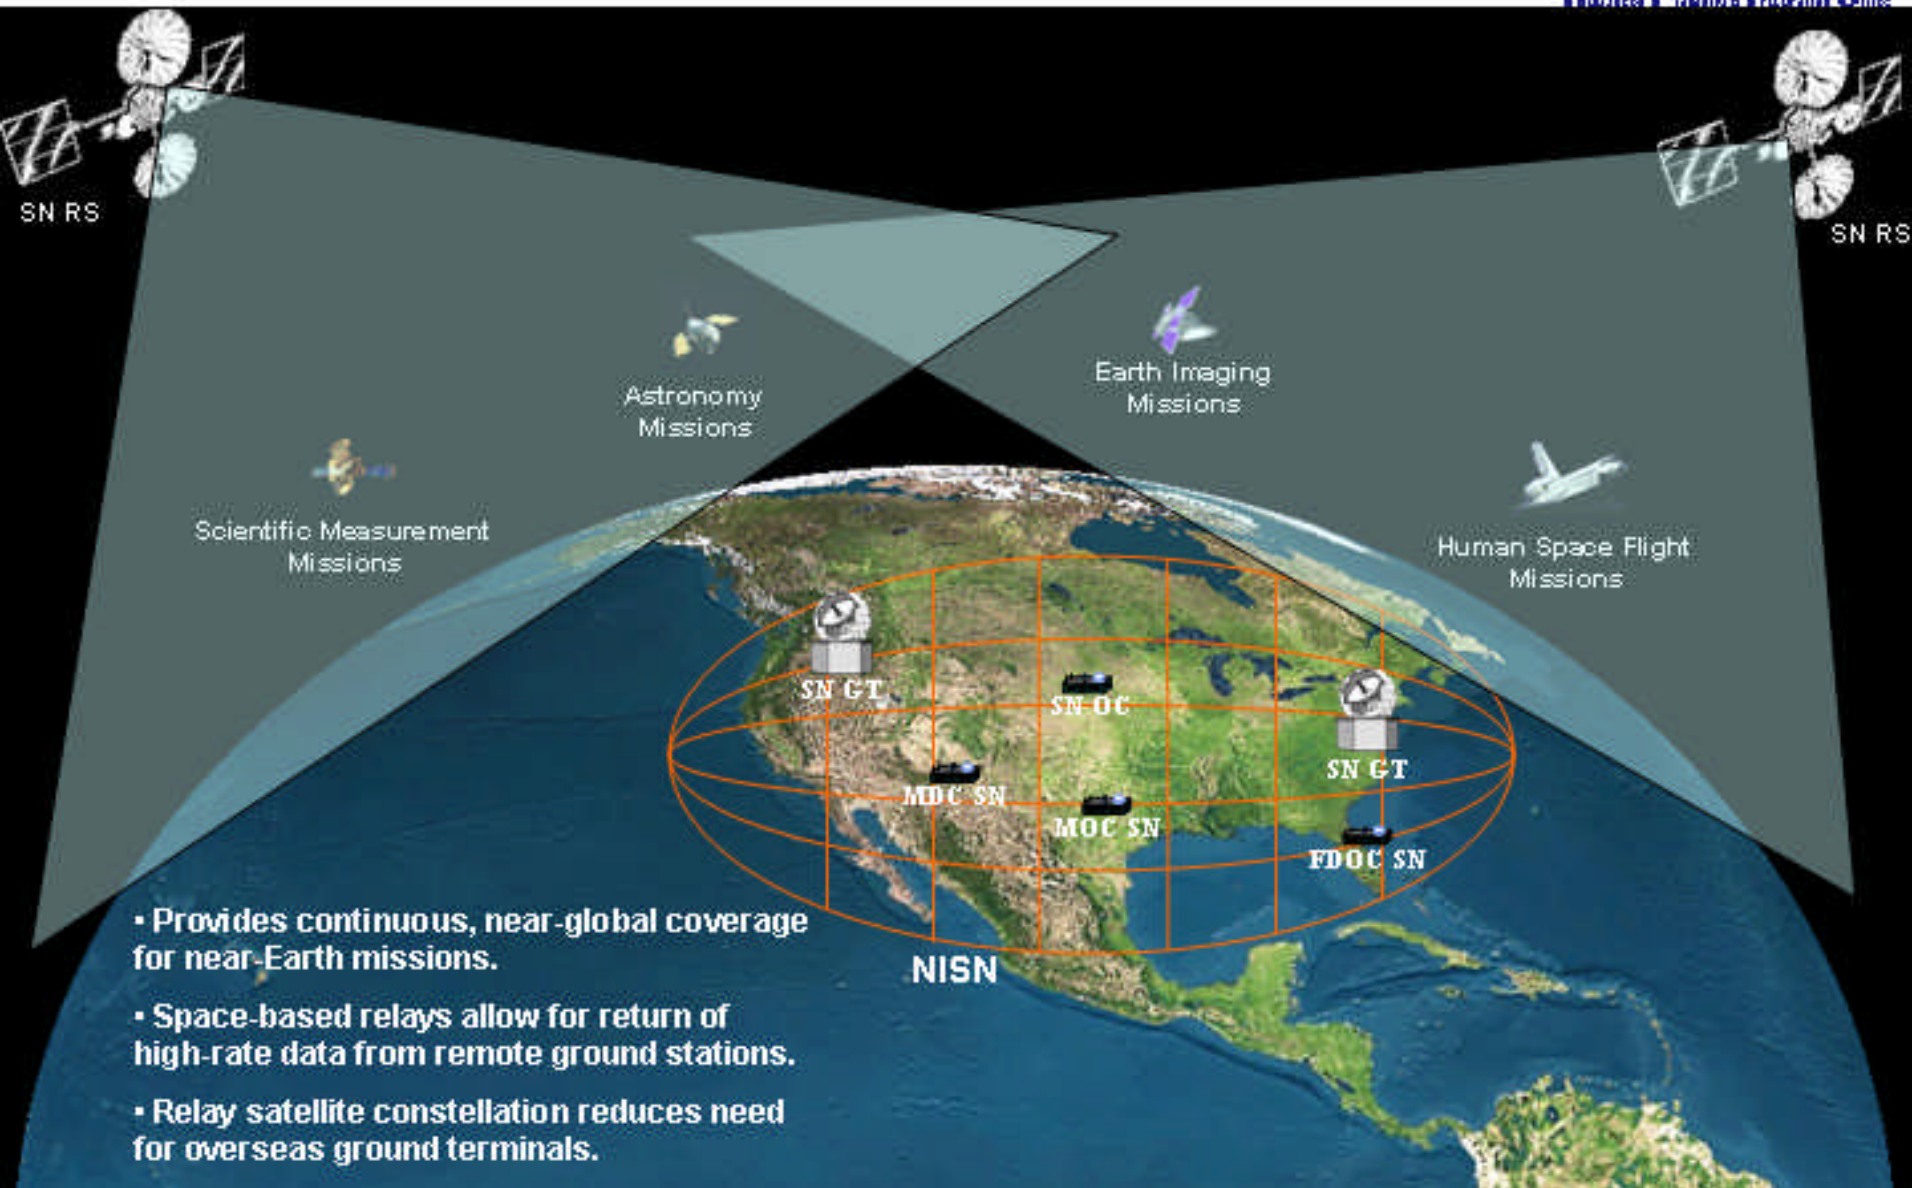 SN RS
SN RS
Astronomy
Missions
Earth Imaging
Missions
Scientific Measurement
Missions
Human Space Flight
Missions
SN GT
SN OC
SN GT
MDC SN
MOC SN
FDOC SN
NISN
▪ Provides continuous, near-global coverage
for near-Earth missions.
▪ Space-based relays allow for return of
high-rate data from remote ground stations.
▪ Relay satellite constellation reduces need
for overseas ground terminals.